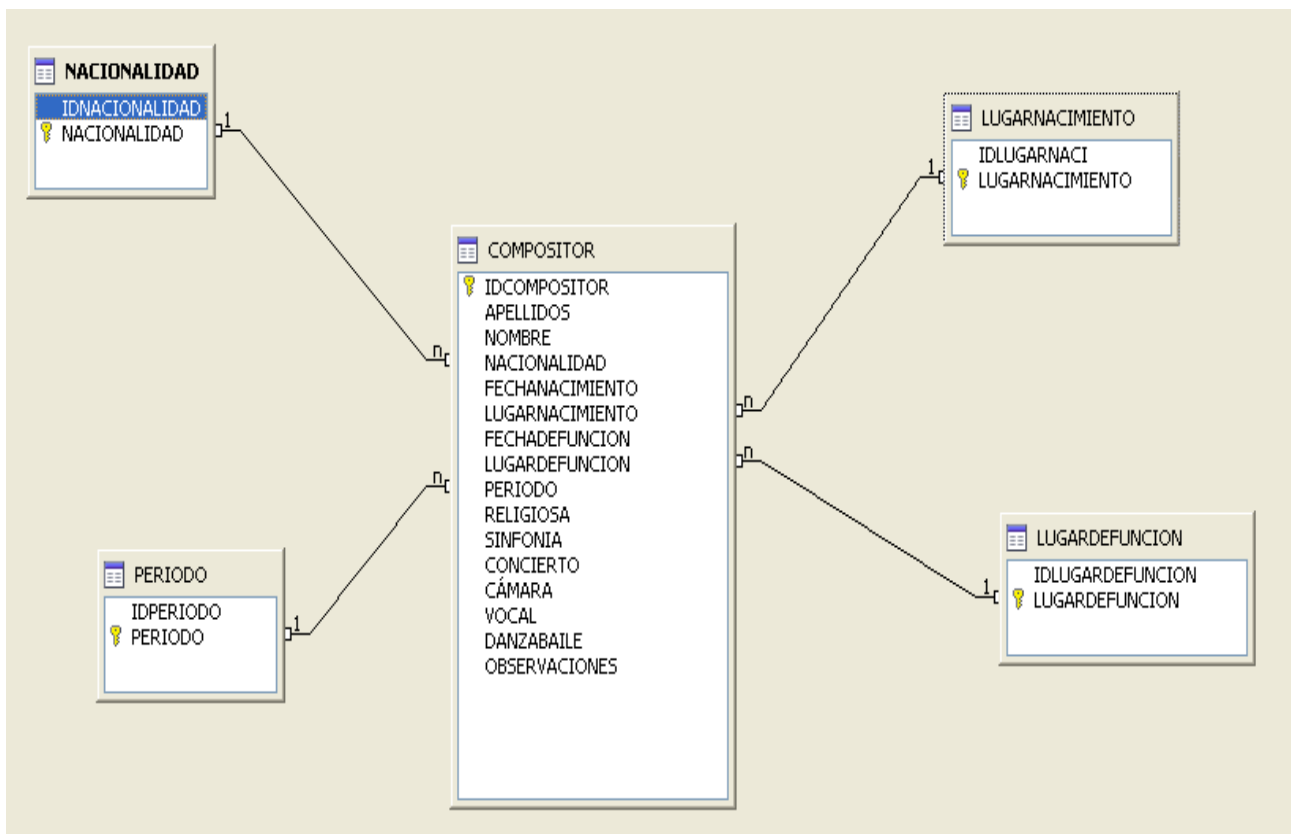 NACIONALIDAD
IDNACIONALIDAD
NACIONALIDAD
1
n
LUGARNACIMIENTO
IDLUGARNACI
LUGARNACIMIENTO
1
n
COMPOSITOR
IDCOMPOSITOR
APELLIDOS
NOMBRE
NACIONALIDAD
FECHANACIMIENTO
LUGARNACIMIENTO
FECHADEFUNCION
LUGARDEFUNCION
PERIODO
RELIGIOSA
SINFONIA
CONCIERTO
CÁMARA
VOCAL
DANZABAILE
OBSERVACIONES
n
n
PERIODO
IDPERIODO
PERIODO
1
LUGARDEFUNCION
IDLUGARDEFUNCION
LUGARDEFUNCION
1